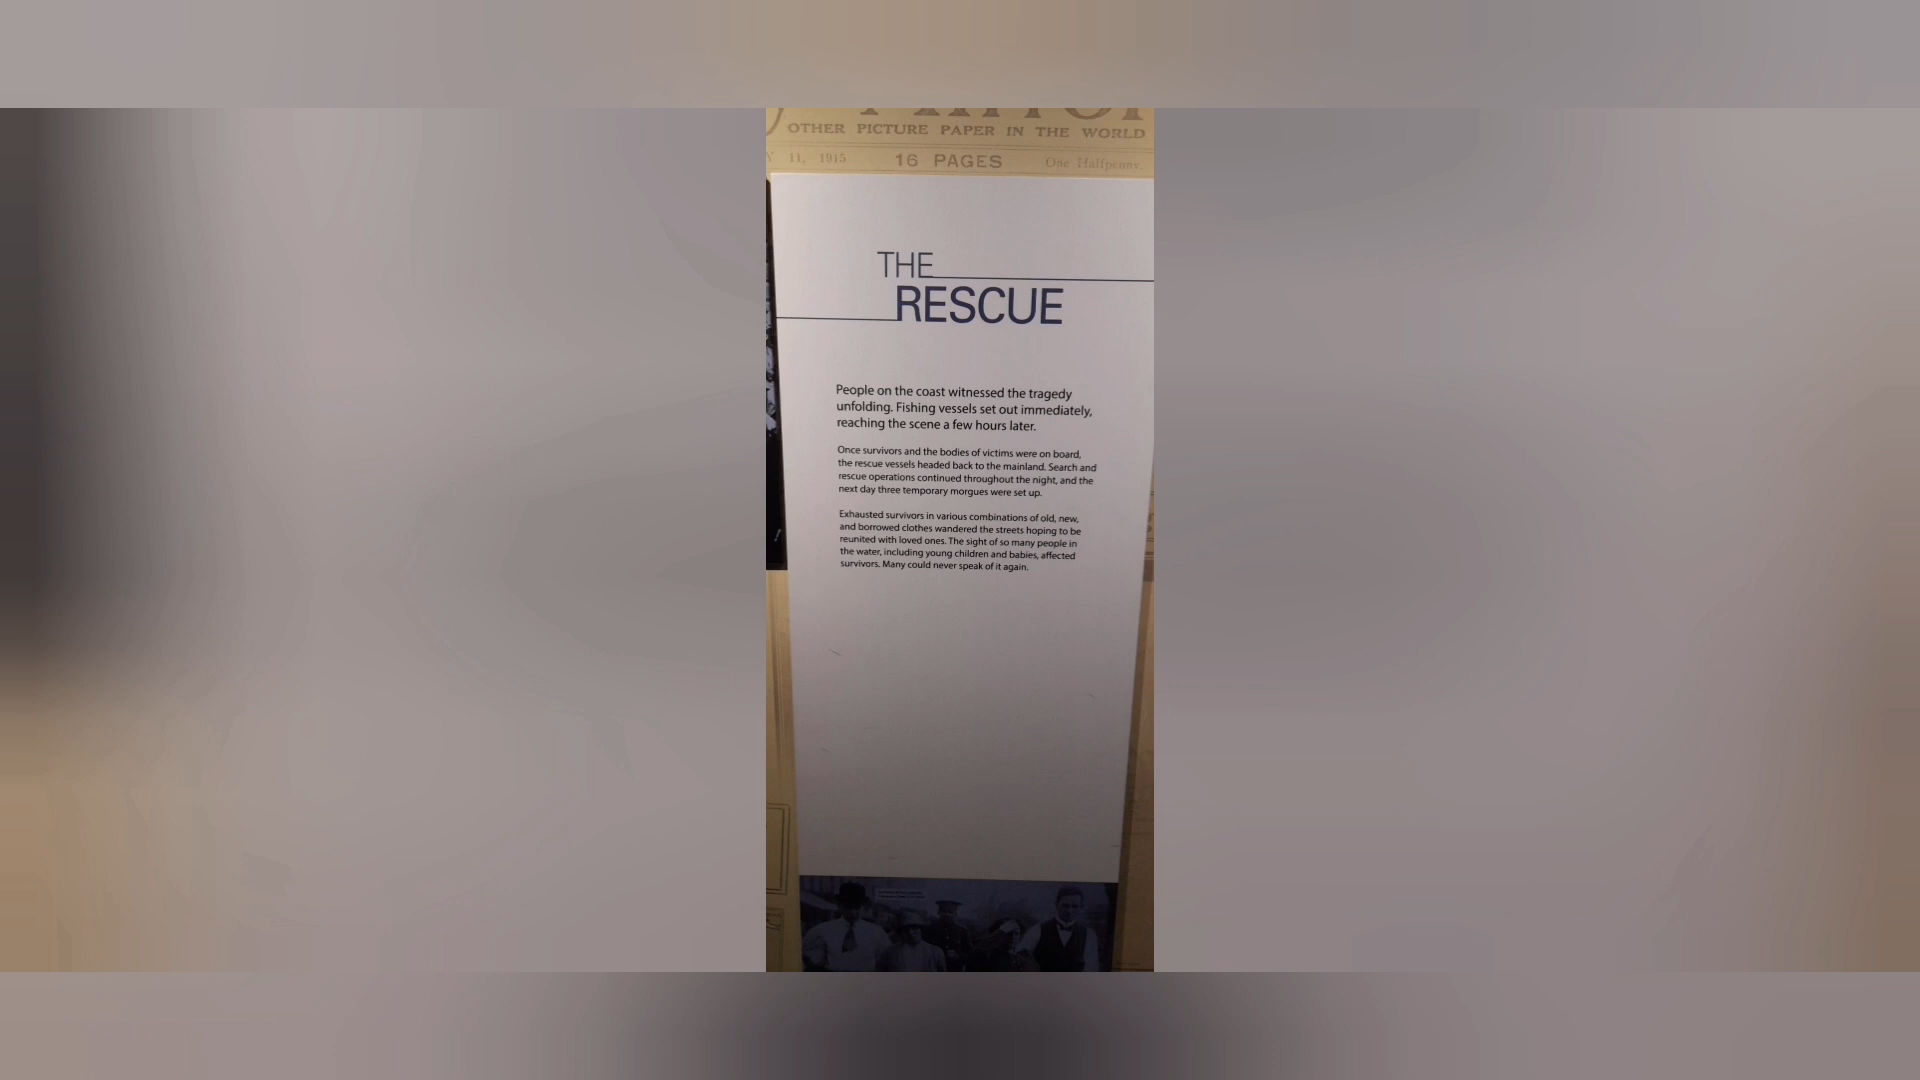 OTHER PICTURE PAPER IN THE WORLD
11, 1915 16 PAGES One Halfpenny.
THE
RESCUE
People on the coast witnessed the tragedy
unfolding. Fishing vessels set out immediately,
reaching the scene a few hours later.
Once survivors and the bodies of victims were on board,
the rescue vessels headed back to the mainland. Search and
rescue operations continued throughout the night, and the
next day three temporary morgues were set up.
Exhausted survivors in various combinations of old, new,
and borrowed clothes wandered the streets hoping to be
reunited with loved ones. The sight of so many people in
the water, including young children and babies, affected
survivors. Many could never speak of it again.